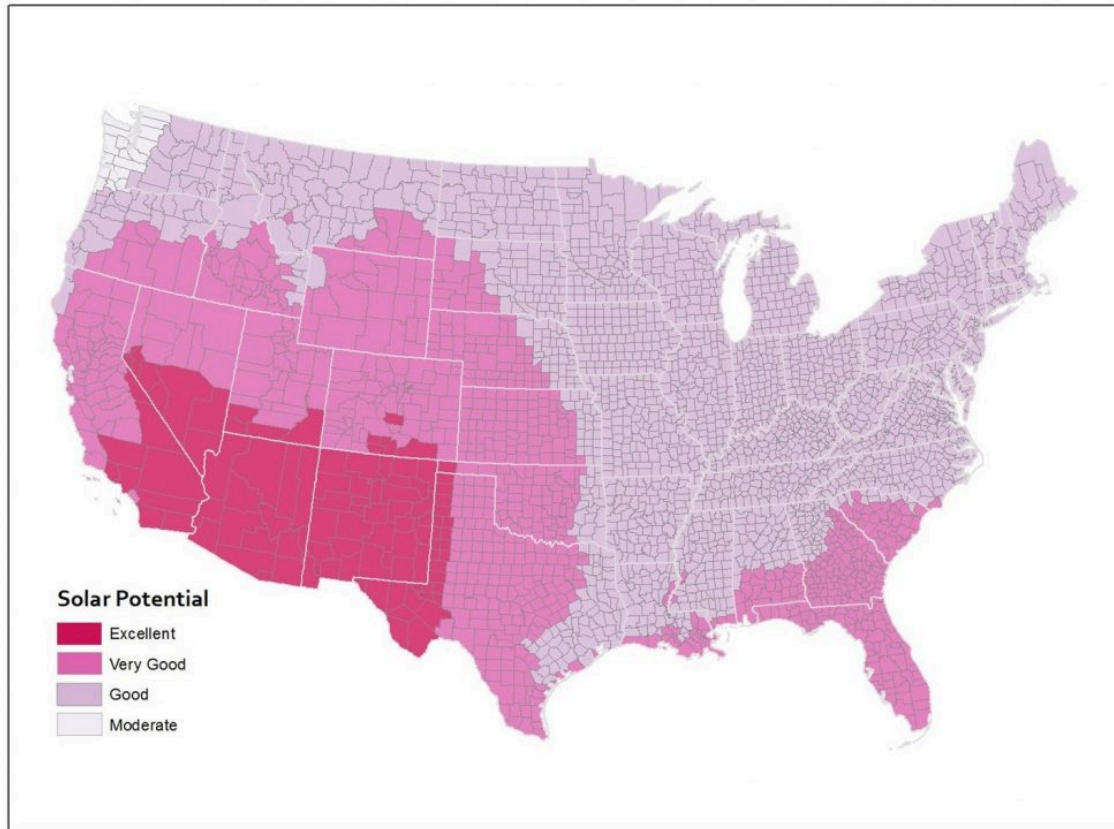 Solar Potential
Excellent
Very Good
Good
Moderate